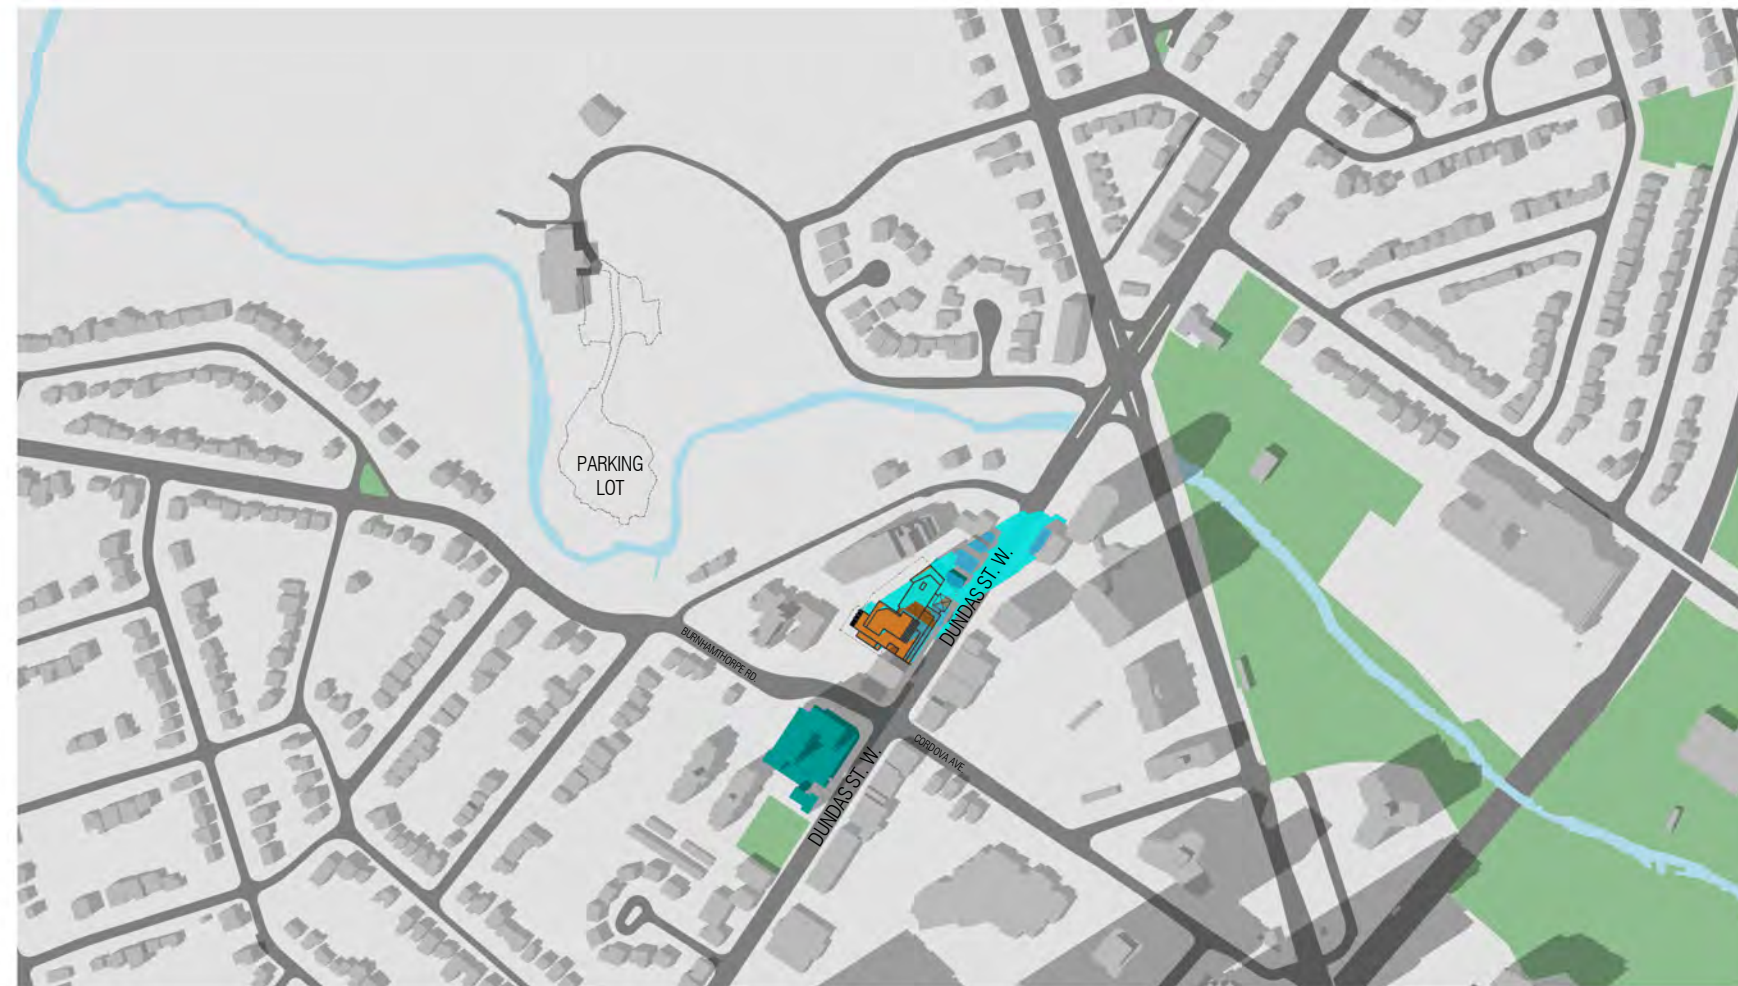 PARKING
LOT
DUNDAS ST. W.
BURNHAMTHORPE RD
CORDOVA AVE.
DUNDAS ST. W.